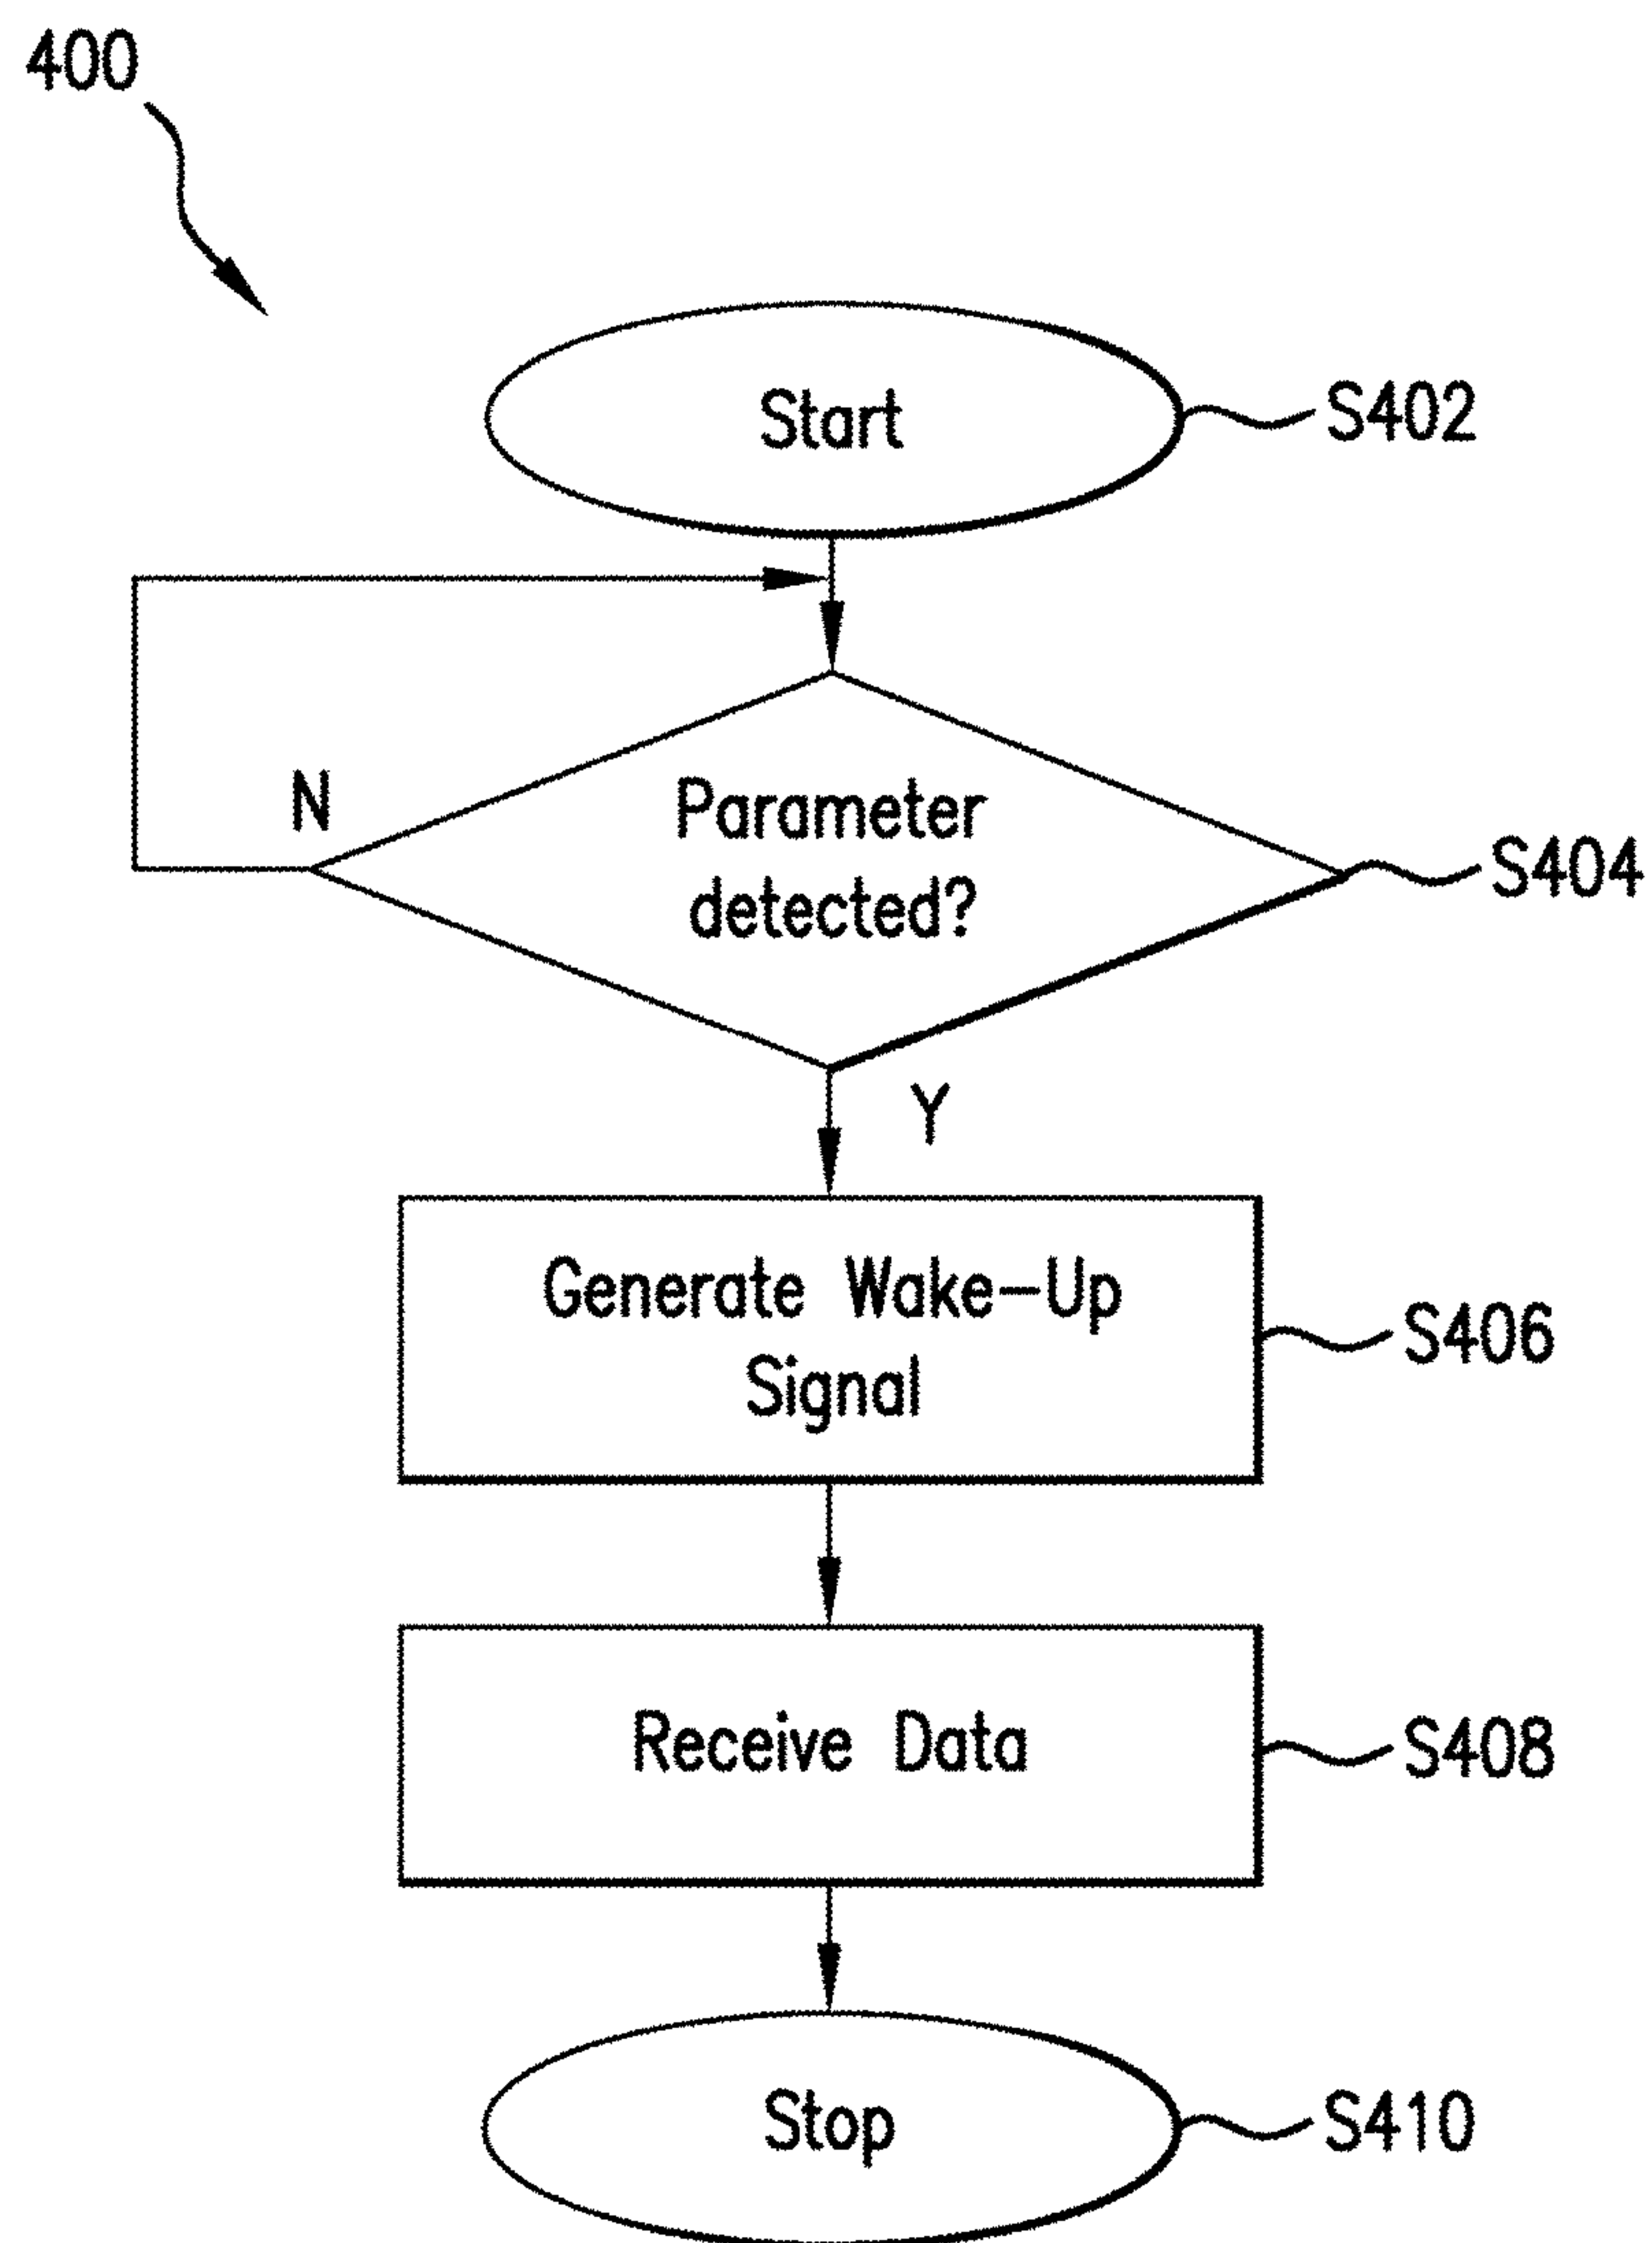 400
Start
S402
N
Parameter
detected?
S404
Y
Generate Wake-Up
Signal
S406
Receive Data
S408
Stop
S410